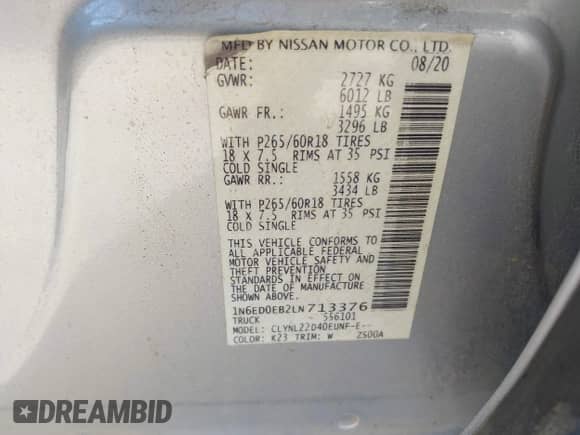 MFD BY NISSAN MOTOR CO., LTD.
DATE: 08/20
GVWR: 2727 KG
6012 LB
GAWR FR.: 1495 KG
3296 LB
WITH P265/60R18 TIRES
18 X 7.5 RIMS AT 35 PSI
COLD SINGLE
GAWR RR.: 1558 KG
3434 LB
WITH P265/60R18 TIRES
18 X 7.5 RIMS AT 35 PSI
COLD SINGLE
THIS VEHICLE CONFORMS TO
ALL APPLICABLE FEDERAL
MOTOR VEHICLE SAFETY AND
THEFT PREVENTION
STANDARDS IN EFFECT ON
THE DATE OF MANUFACTURE
SHOWN ABOVE.
1N6ED0EB2LN713376
TRUCK 556101
MODEL: CLYNL22D40EUNF-E--
COLOR: K23 TRIM: W 2S00A
DREAMBID